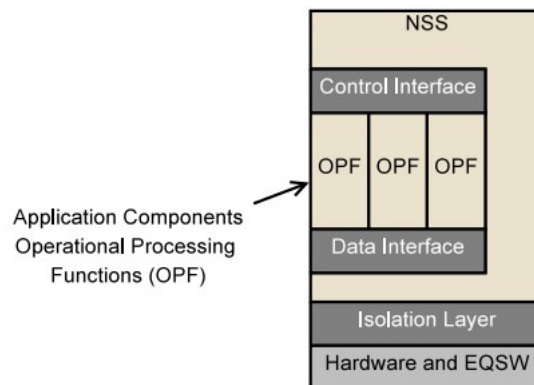 NSS
Control Interface
OPF OPF OPF
Application Components
Operational Processing
Functions (OPF)
Data Interface
Isolation Layer
Hardware and EQSW